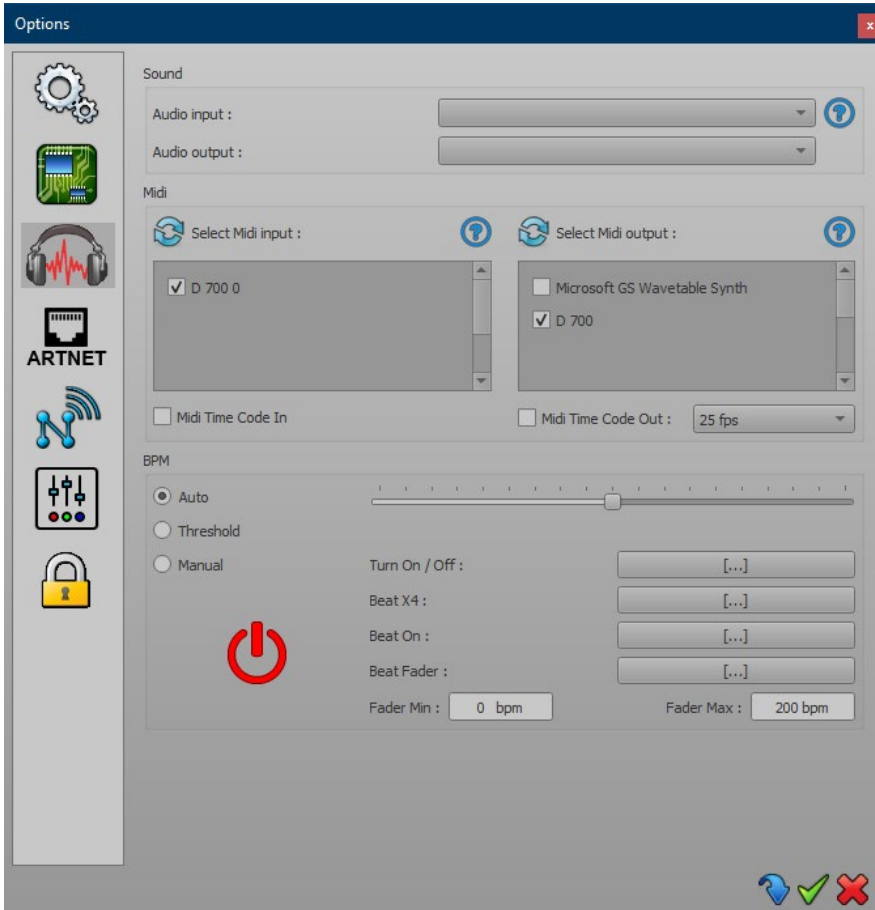 Options
x
Sound
Audio input :
?
Audio output :
Midi
Select Midi input :
?
Select Midi output :
?
D 700 0
Microsoft GS Wavetable Synth
D 700
ARTNET
Midi Time Code In
Midi Time Code Out :
25 fps
N
BPM
Auto
Threshold
Manual
Turn On / Off :
[...]
Beat X4 :
[...]
Beat On :
[...]
Beat Fader :
[...]
Fader Min :
0 bpm
Fader Max :
200 bpm